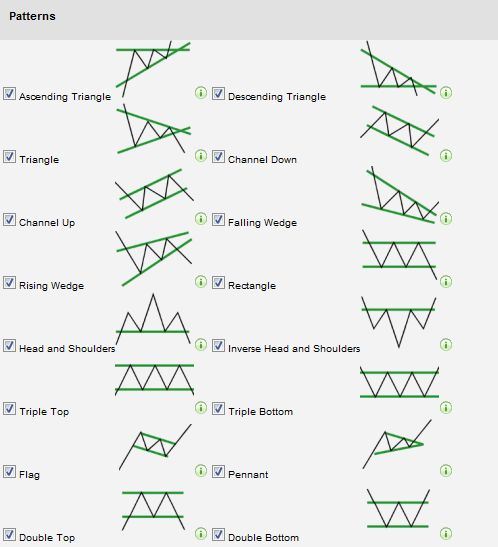 Patterns
Ascending Triangle
Descending Triangle
Triangle
Channel Down
Channel Up
Falling Wedge
Rising Wedge
Rectangle
Head and Shoulders
Inverse Head and Shoulders
Triple Top
Triple Bottom
Flag
Pennant
Double Top
Double Bottom